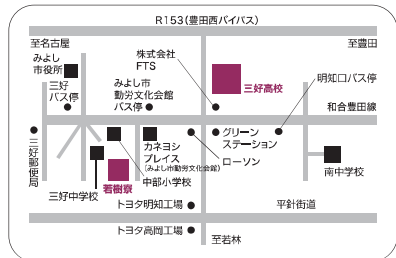 R153(豊田西バイパス)
至名古屋
至豊田
みよし
市役所
株式会社
FTS
三好
バス停
みよし市
勤労文化会館
バス停
三好高校
明知口バス停
和合豊田線
三好郵便局
カネヨシ
プレイス
(みよし市勤労文化会館)
グリーン
ステーション
ローソン
中部小学校
三好中学校
若樹寮
南中学校
トヨタ明知工場
平針街道
トヨタ高岡工場
至若林